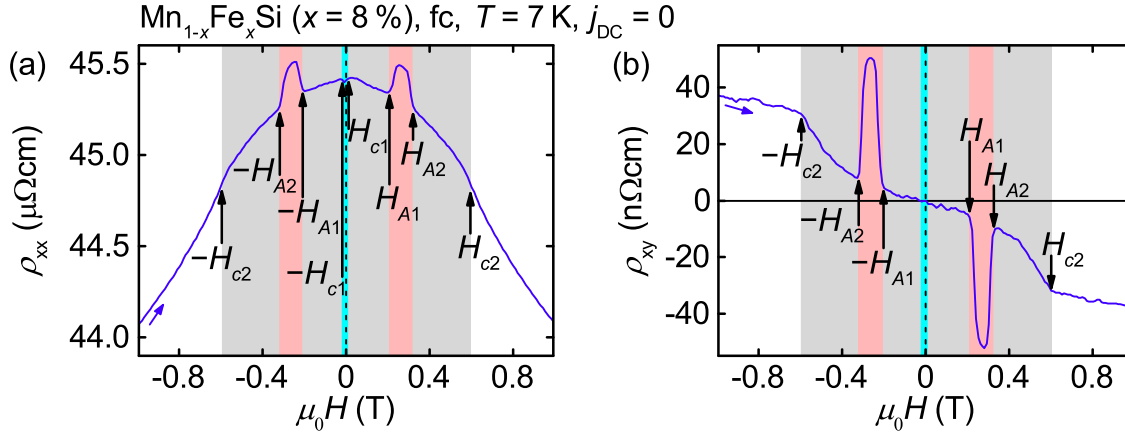 Mn1-xFexSi (x = 8 %), fc, T = 7 K, jDC = 0
(a)
ρxx (μΩcm)
45.5
45.0
44.5
44.0
-0.8
-0.4
0
0.4
0.8
μ0H (T)
−Hc2
−HA2
−HA1
−Hc1
Hc1
HA1
HA2
Hc2
(b)
ρxy (nΩcm)
40
20
0
-20
-40
-0.8
-0.4
0.0
0.4
0.8
μ0H (T)
−Hc2
−HA2
−HA1
HA1
HA2
Hc2